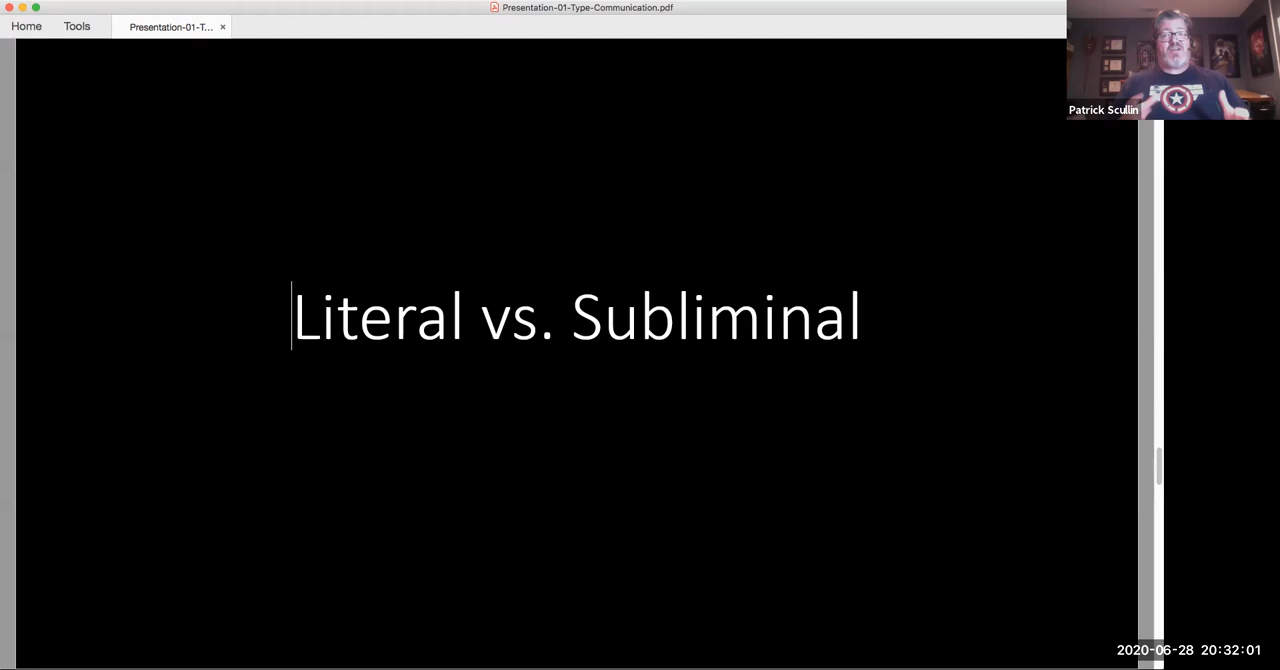 Presentation-01-Type-Communication.pdf
Home Tools Presentation-01-T... ×
Patrick Scullin
Literal vs. Subliminal
2020-06-28 20:32:01